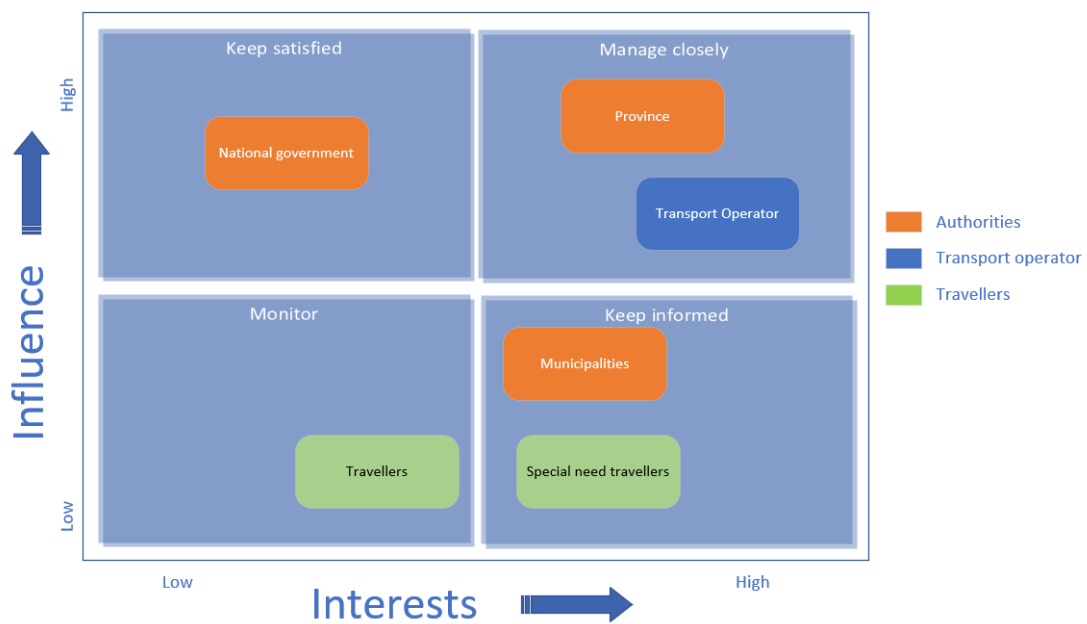 Keep satisfied
Manage closely
High
Province
National government
Transport Operator
Authorities
Transport operator
Travellers
Influence
Monitor
Keep informed
Municipalities
Travellers
Special need travellers
Low
Low
High
Interests